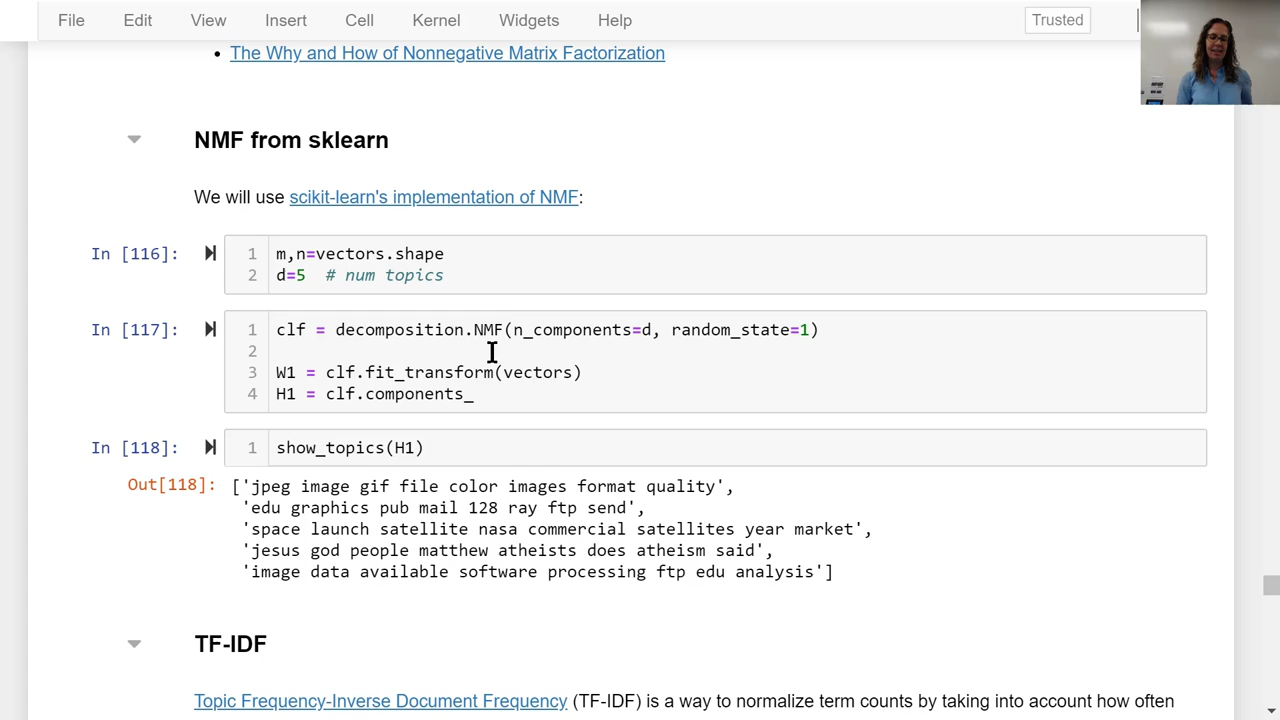 File Edit View Insert Cell Kernel Widgets Help Trusted
• The Why and How of Nonnegative Matrix Factorization
NMF from sklearn
We will use scikit-learn's implementation of NMF:
In [116]: 1 m,n=vectors.shape
2 d=5  # num topics
In [117]: 1 clf = decomposition.NMF(n_components=d, random_state=1)
2
3 W1 = clf.fit_transform(vectors)
4 H1 = clf.components_
In [118]: 1 show_topics(H1)
Out[118]: ['jpeg image gif file color images format quality',
'edu graphics pub mail 128 ray ftp send',
'space launch satellite nasa commercial satellites year market',
'jesus god people matthew atheists does atheism said',
'image data available software processing ftp edu analysis']
TF-IDF
Topic Frequency-Inverse Document Frequency (TF-IDF) is a way to normalize term counts by taking into account how often